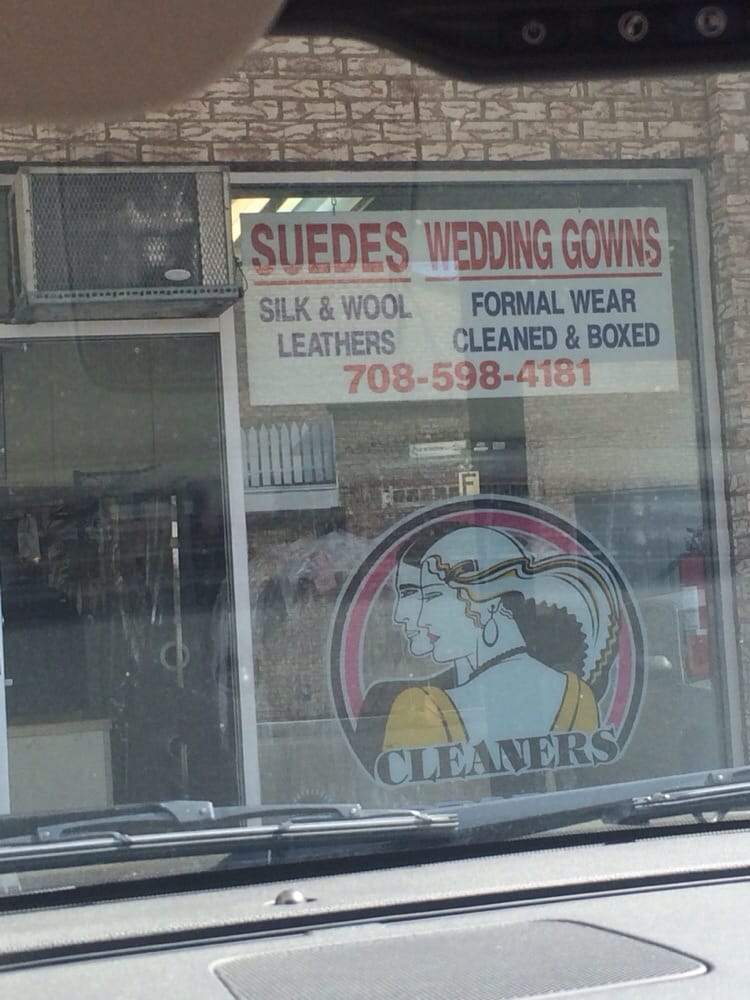 SUEDES WEDDING GOWNS
SILK & WOOL FORMAL WEAR
LEATHERS CLEANED & BOXED
708-598-4181
F
CLEANERS